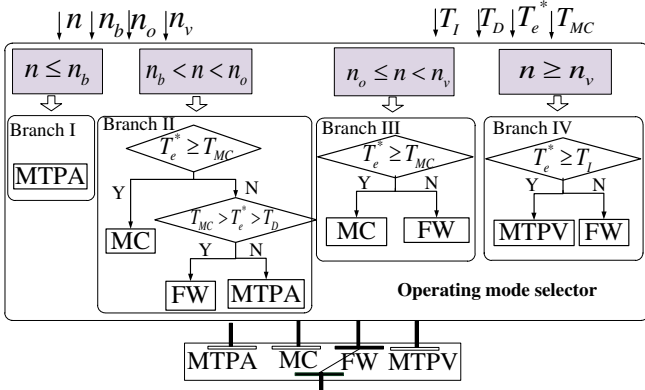 n n_b n_o n_v T_I T_D T_e^* T_MC
n ≤ n_b n_b < n < n_o n_o ≤ n < n_v n ≥ n_v
Branch I Branch II Branch III Branch IV
MTPA
T_e^* ≥ T_MC T_e^* ≥ T_MC T_e^* ≥ T_I
Y N Y N Y N
MC T_MC > T_e^* > T_D MC FW MTPV FW
Y N
FW MTPA
Operating mode selector
MTPA MC FW MTPV